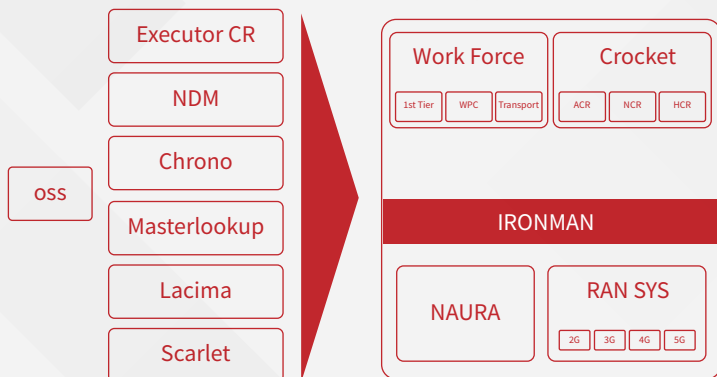 oss
Executor CR
NDM
Chrono
Masterlookup
Lacima
Scarlet
Work Force
1st Tier
WPC
Transport
Crocket
ACR
NCR
HCR
IRONMAN
NAURA
RAN SYS
2G
3G
4G
5G